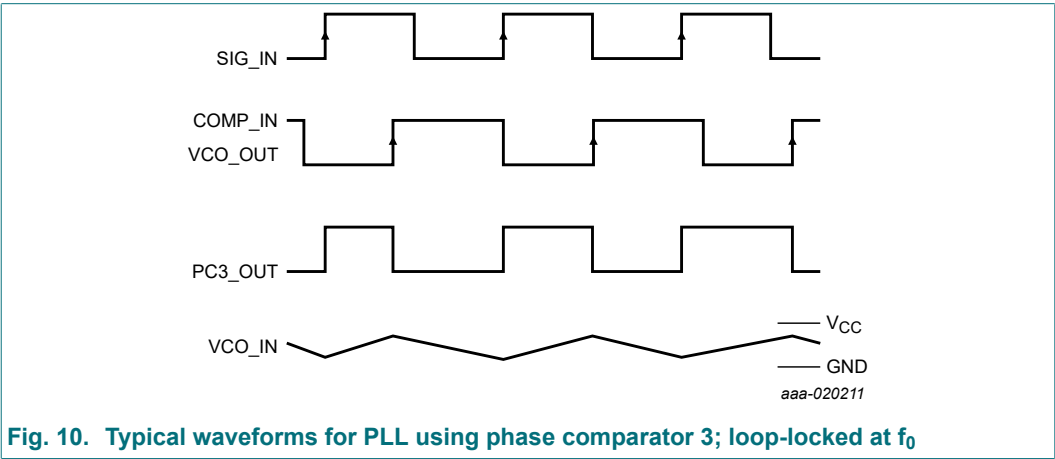 SIG_IN
COMP_IN
VCO_OUT
PC3_OUT
VCO_IN
VCC
GND
aaa-020211
Fig. 10. Typical waveforms for PLL using phase comparator 3; loop-locked at f0